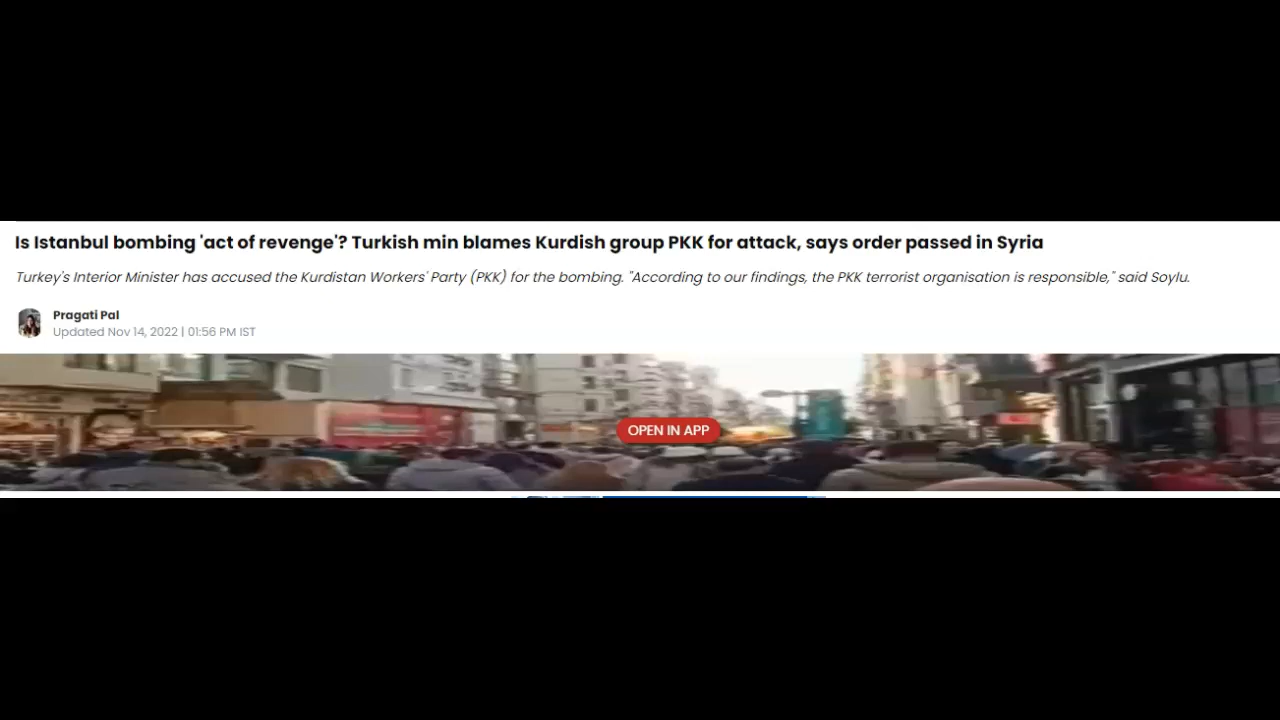 Is Istanbul bombing 'act of revenge'? Turkish min blames Kurdish group PKK for attack, says order passed in Syria
Turkey's Interior Minister has accused the Kurdistan Workers' Party (PKK) for the bombing. "According to our findings, the PKK terrorist organisation is responsible," said Soylu.
Pragati Pal
Updated Nov 14, 2022 | 01:56 PM IST
OPEN IN APP